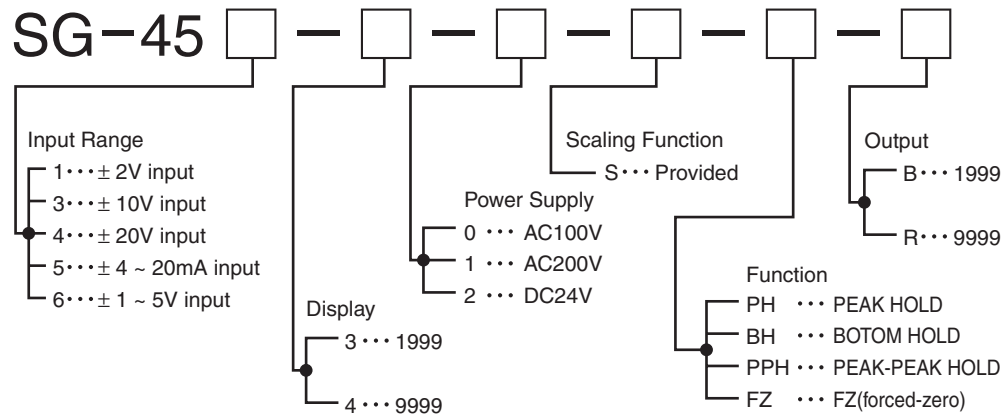 SG-45 □ - □ - □ - □ - □ - □
Input Range
1･･･± 2V input
3･･･± 10V input
4･･･± 20V input
5･･･± 4 ~ 20mA input
6･･･± 1 ~ 5V input
Display
3･･･1999
4･･･9999
Power Supply
0 ･･･ AC100V
1 ･･･ AC200V
2 ･･･ DC24V
Scaling Function
S･･･ Provided
Function
PH ･･･ PEAK HOLD
BH ･･･ BOTOM HOLD
PPH ･･･ PEAK-PEAK HOLD
FZ ･･･ FZ(forced-zero)
Output
B･･･ 1999
R･･･ 9999